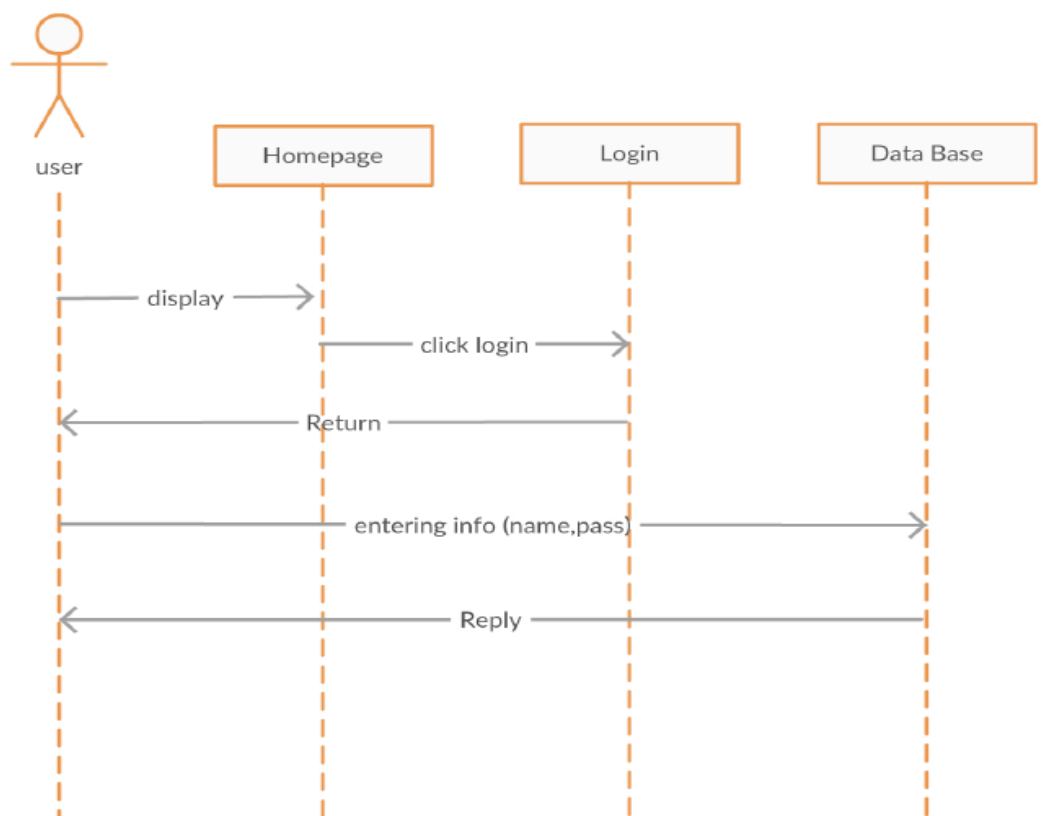 user
Homepage
Login
Data Base
display
click login
Return
entering info (name,pass)
Reply